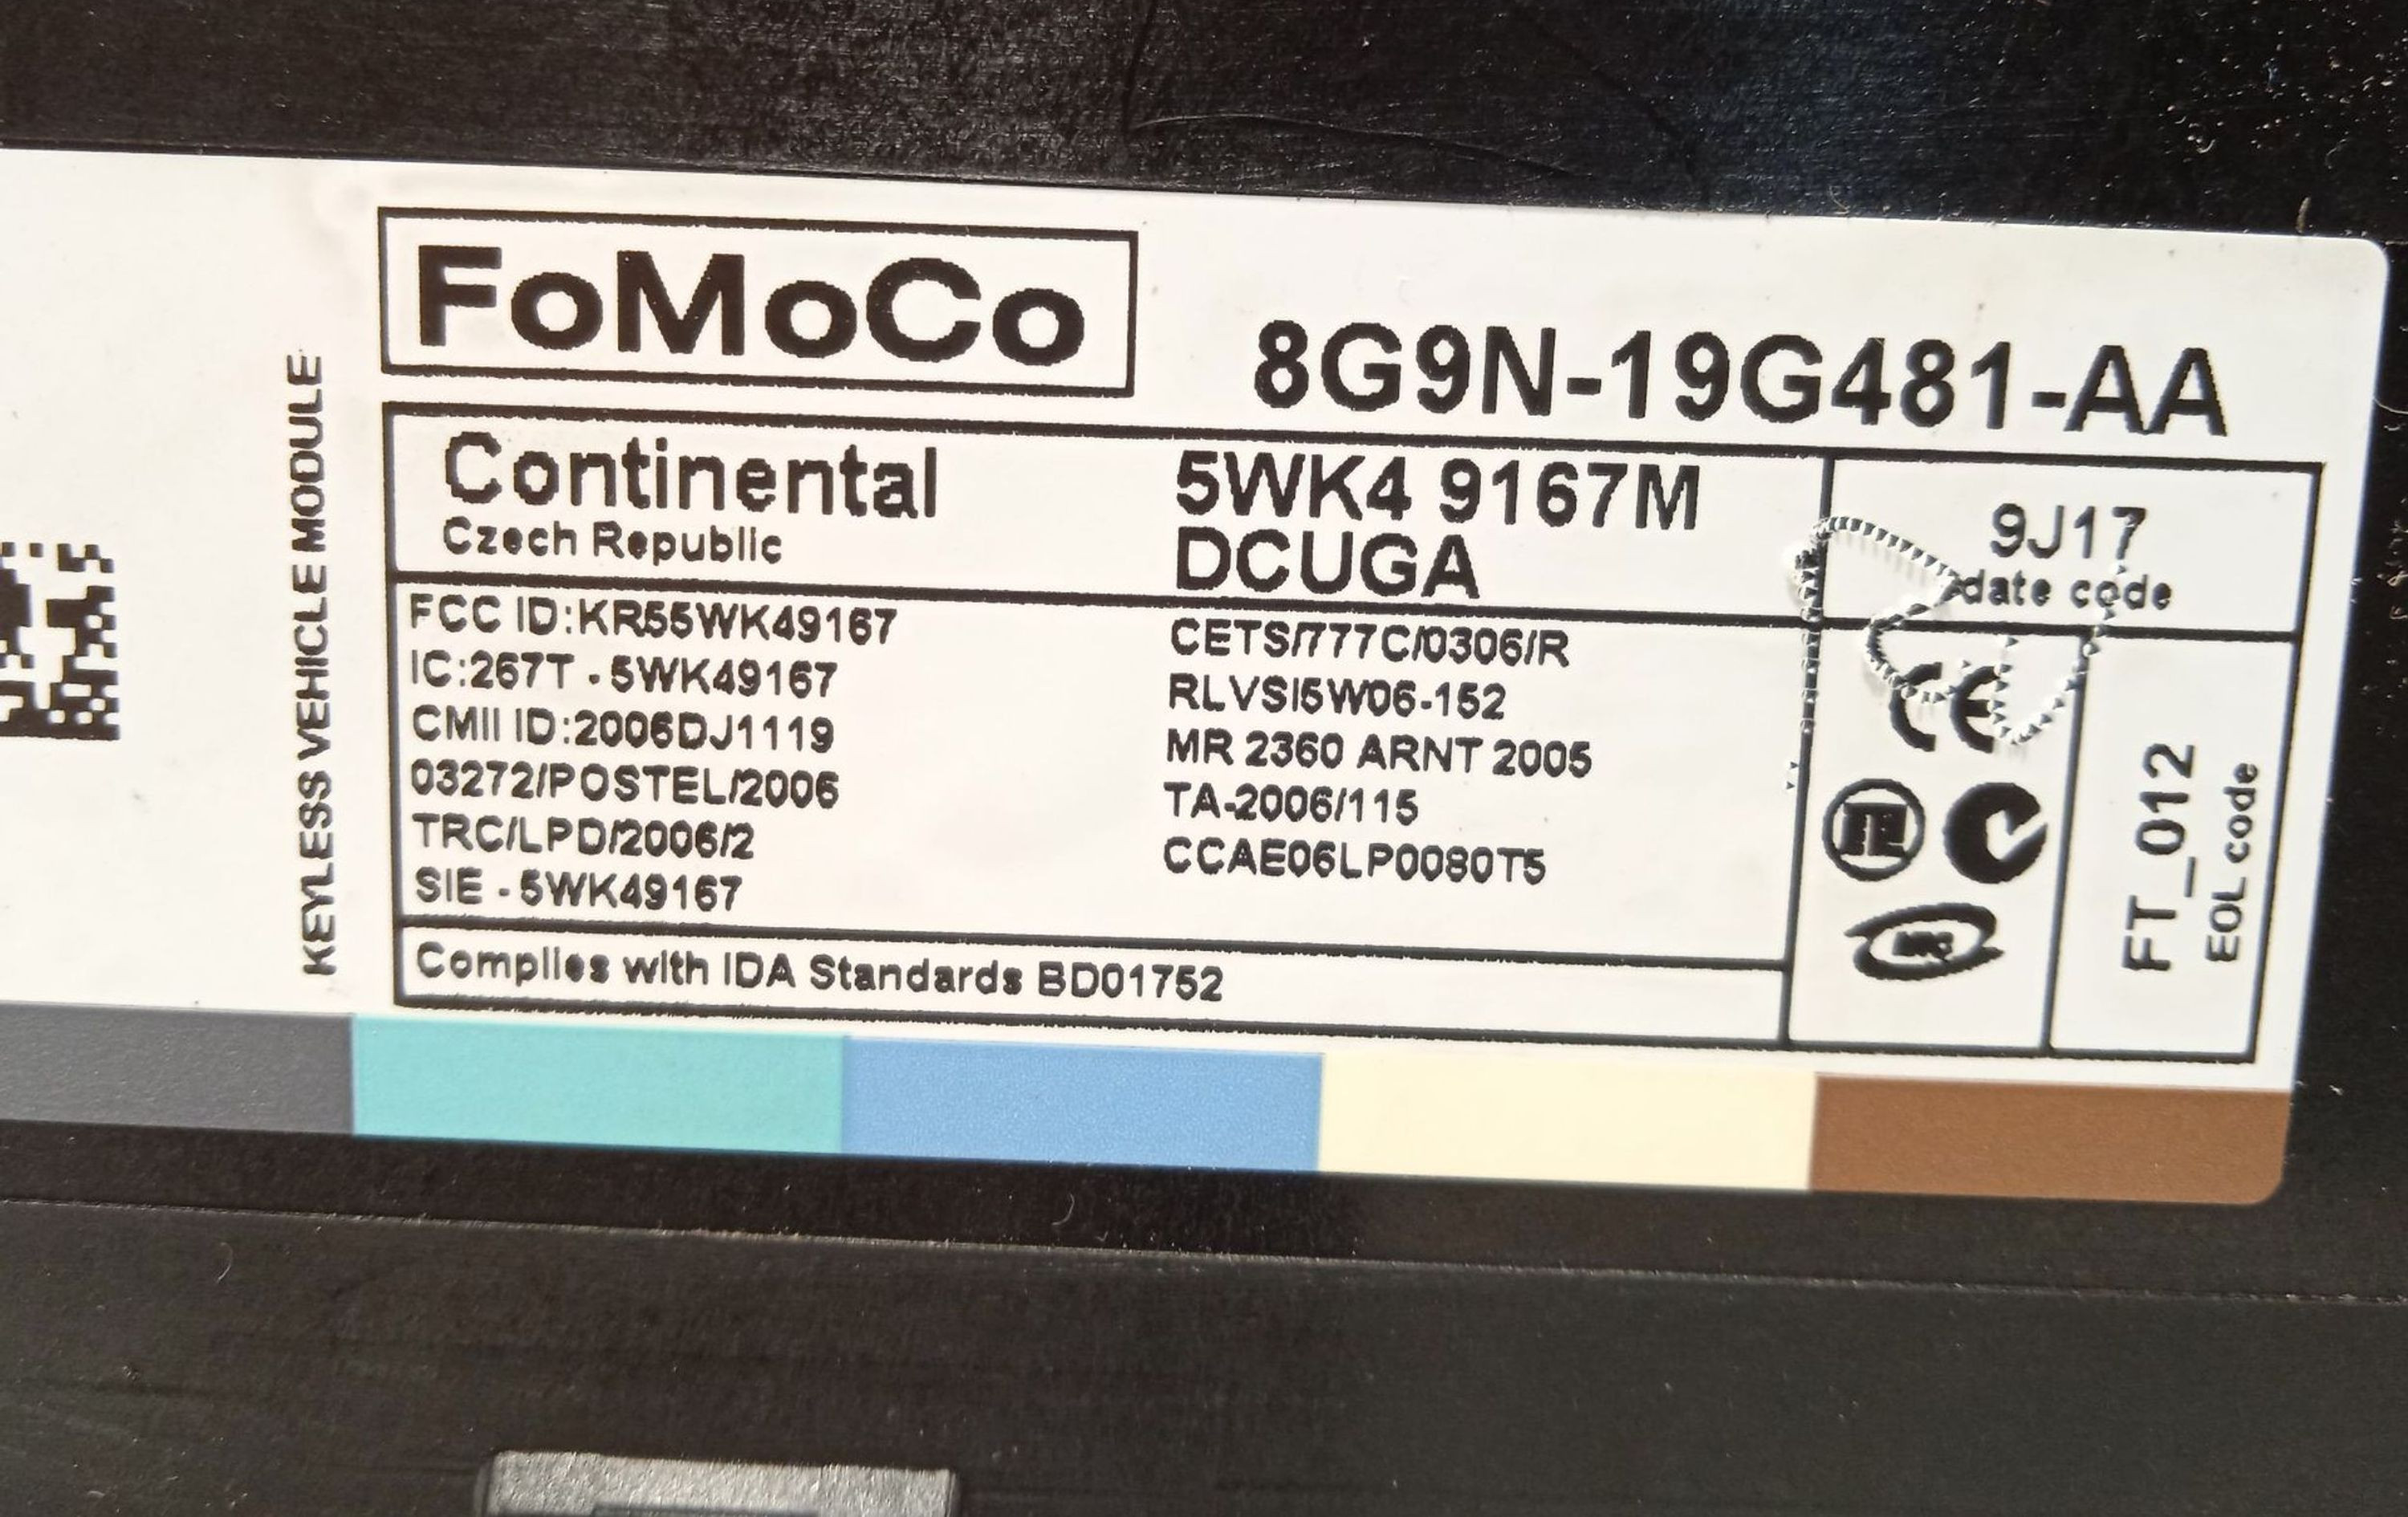 KEYLESS VEHICLE MODULE
FoMoCo
8G9N-19G481-AA
Continental
Czech Republic
5WK4 9167M
DCUGA
9J17
date code
FCC ID:KR55WK49167
IC:267T - 5WK49167
CMII ID:2006DJ1119
03272/POSTEL/2006
TRC/LPD/2006/2
SIE - 5WK49167
CETS/777C/0306/R
RLVSI5W06-152
MR 2360 ARNT 2005
TA-2006/115
CCAE06LP0080T5
CE
FT_012
EOL code
Complies with IDA Standards BD01752